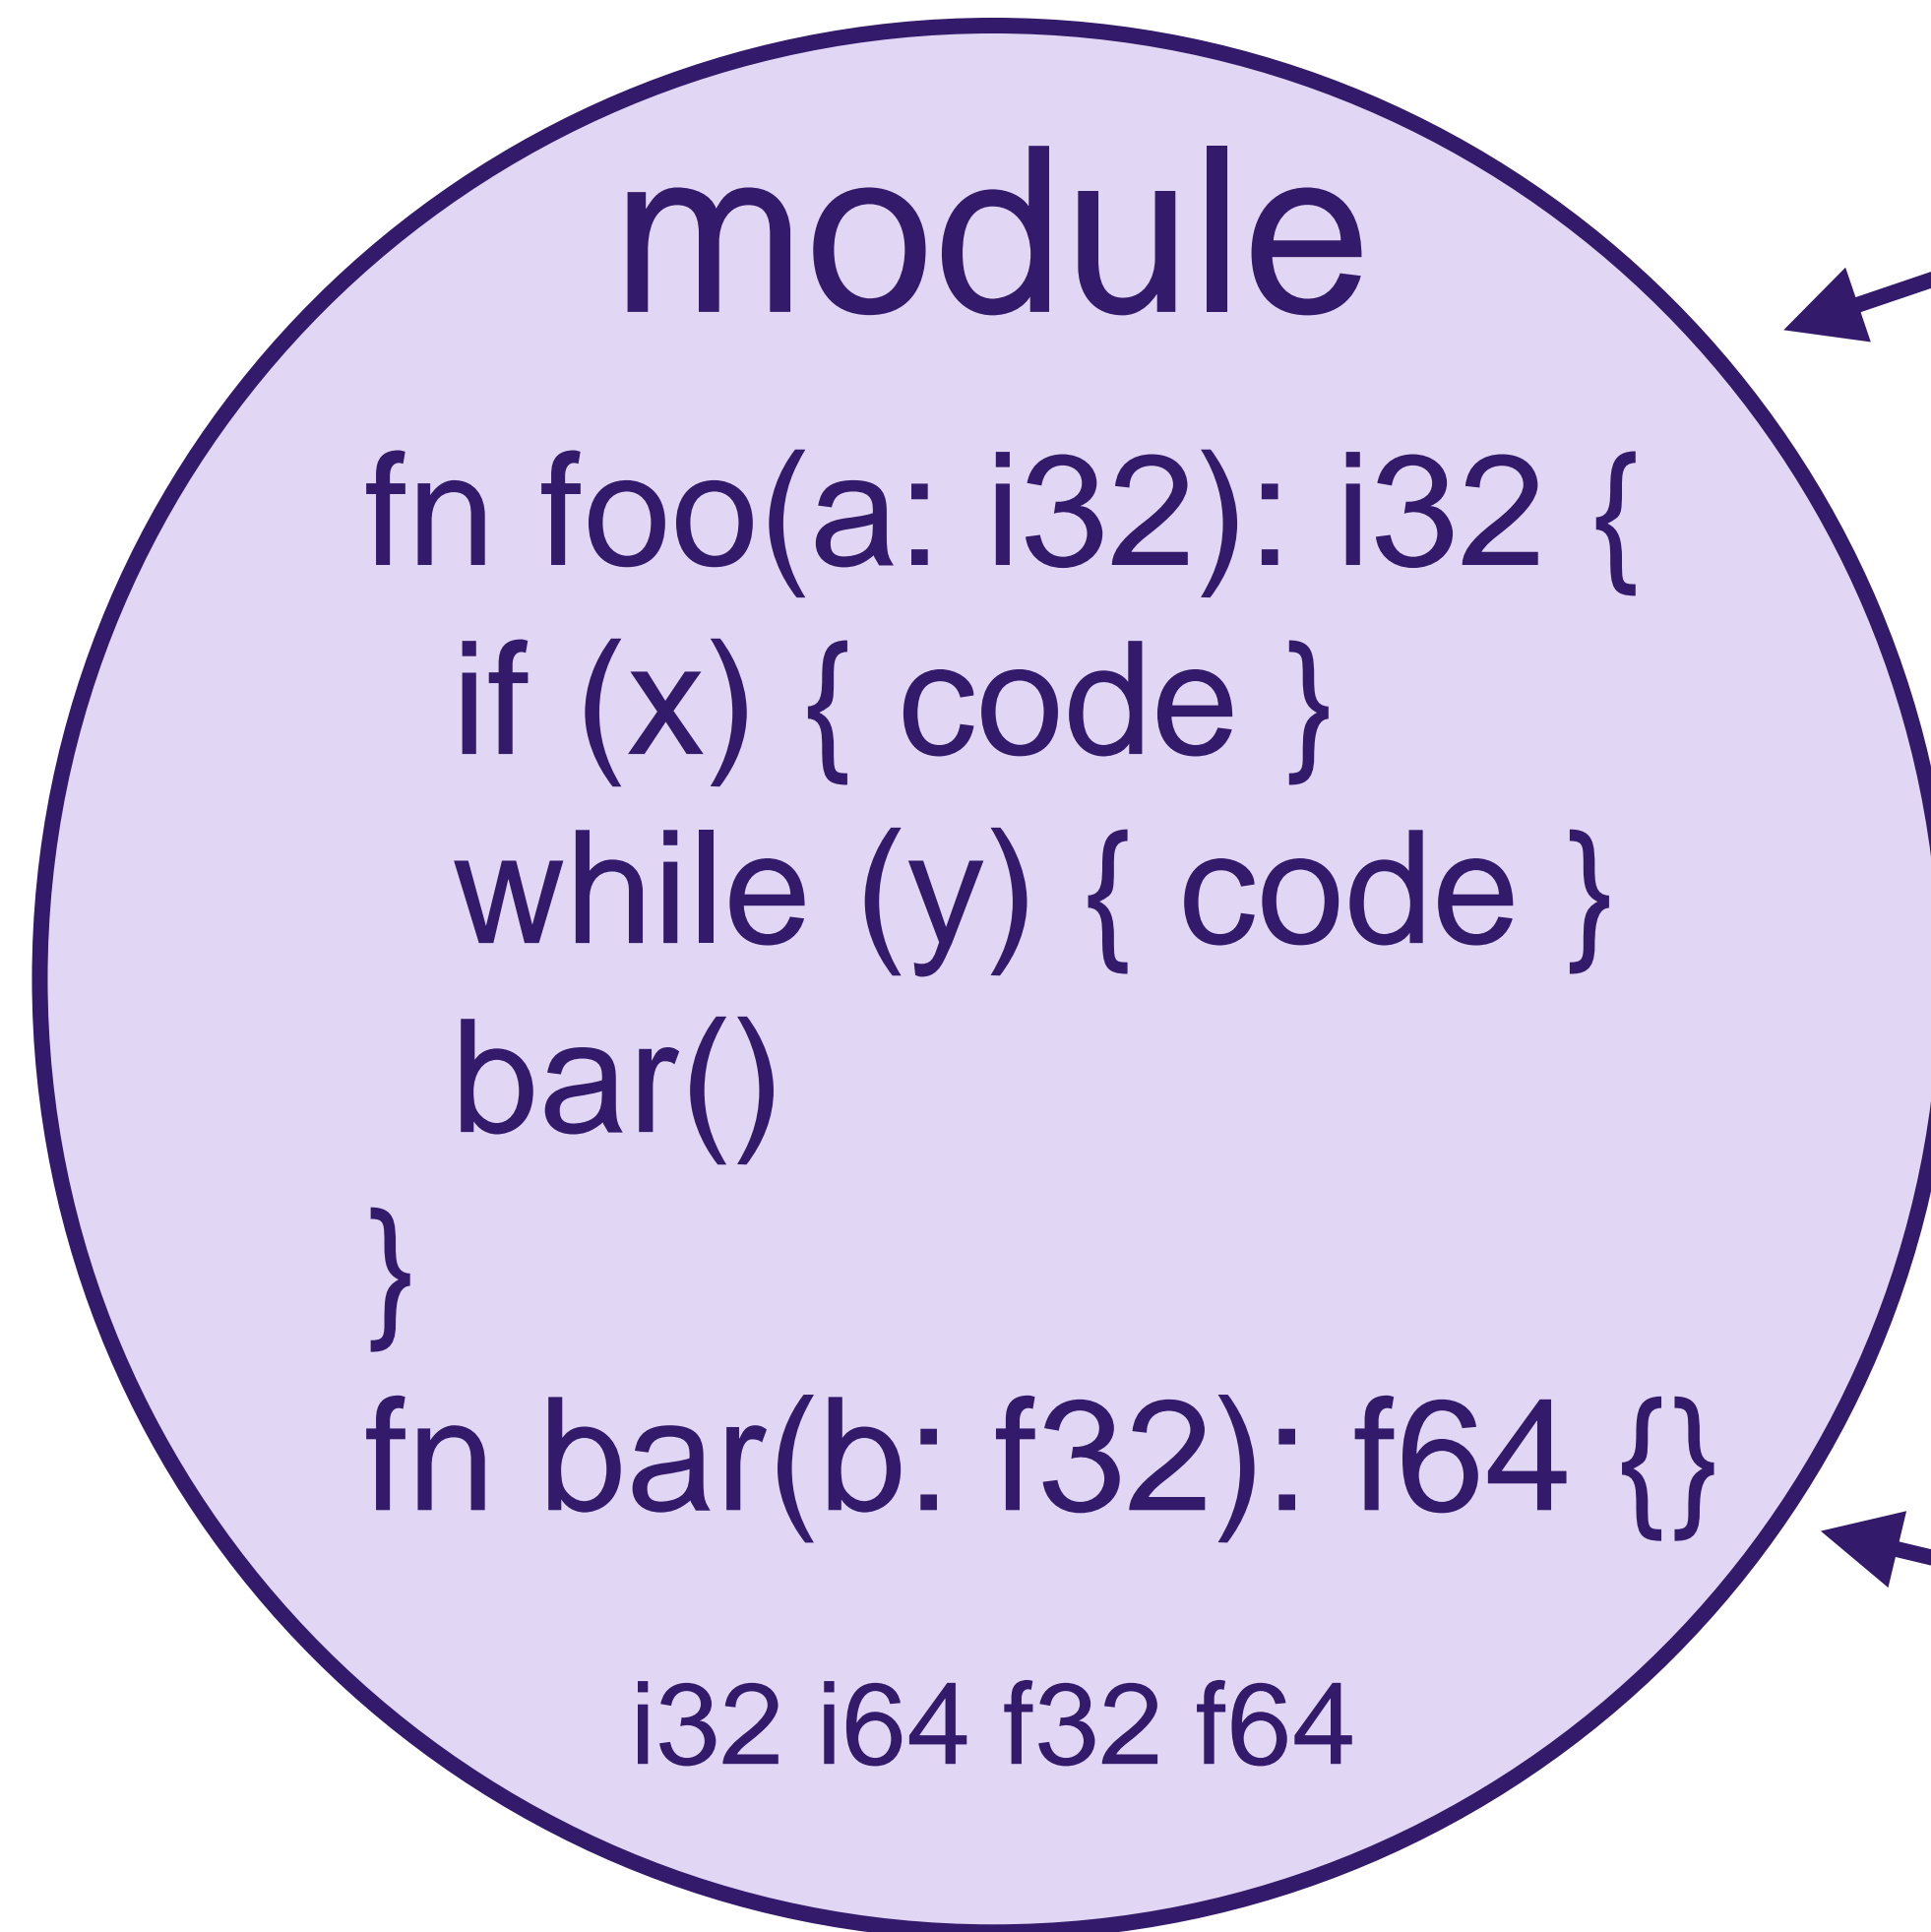 module
fn foo(a: i32): i32 {
if (x) { code }
while (y) { code }
bar()
}
fn bar(b: f32): f64 {}
i32 i64 f32 f64